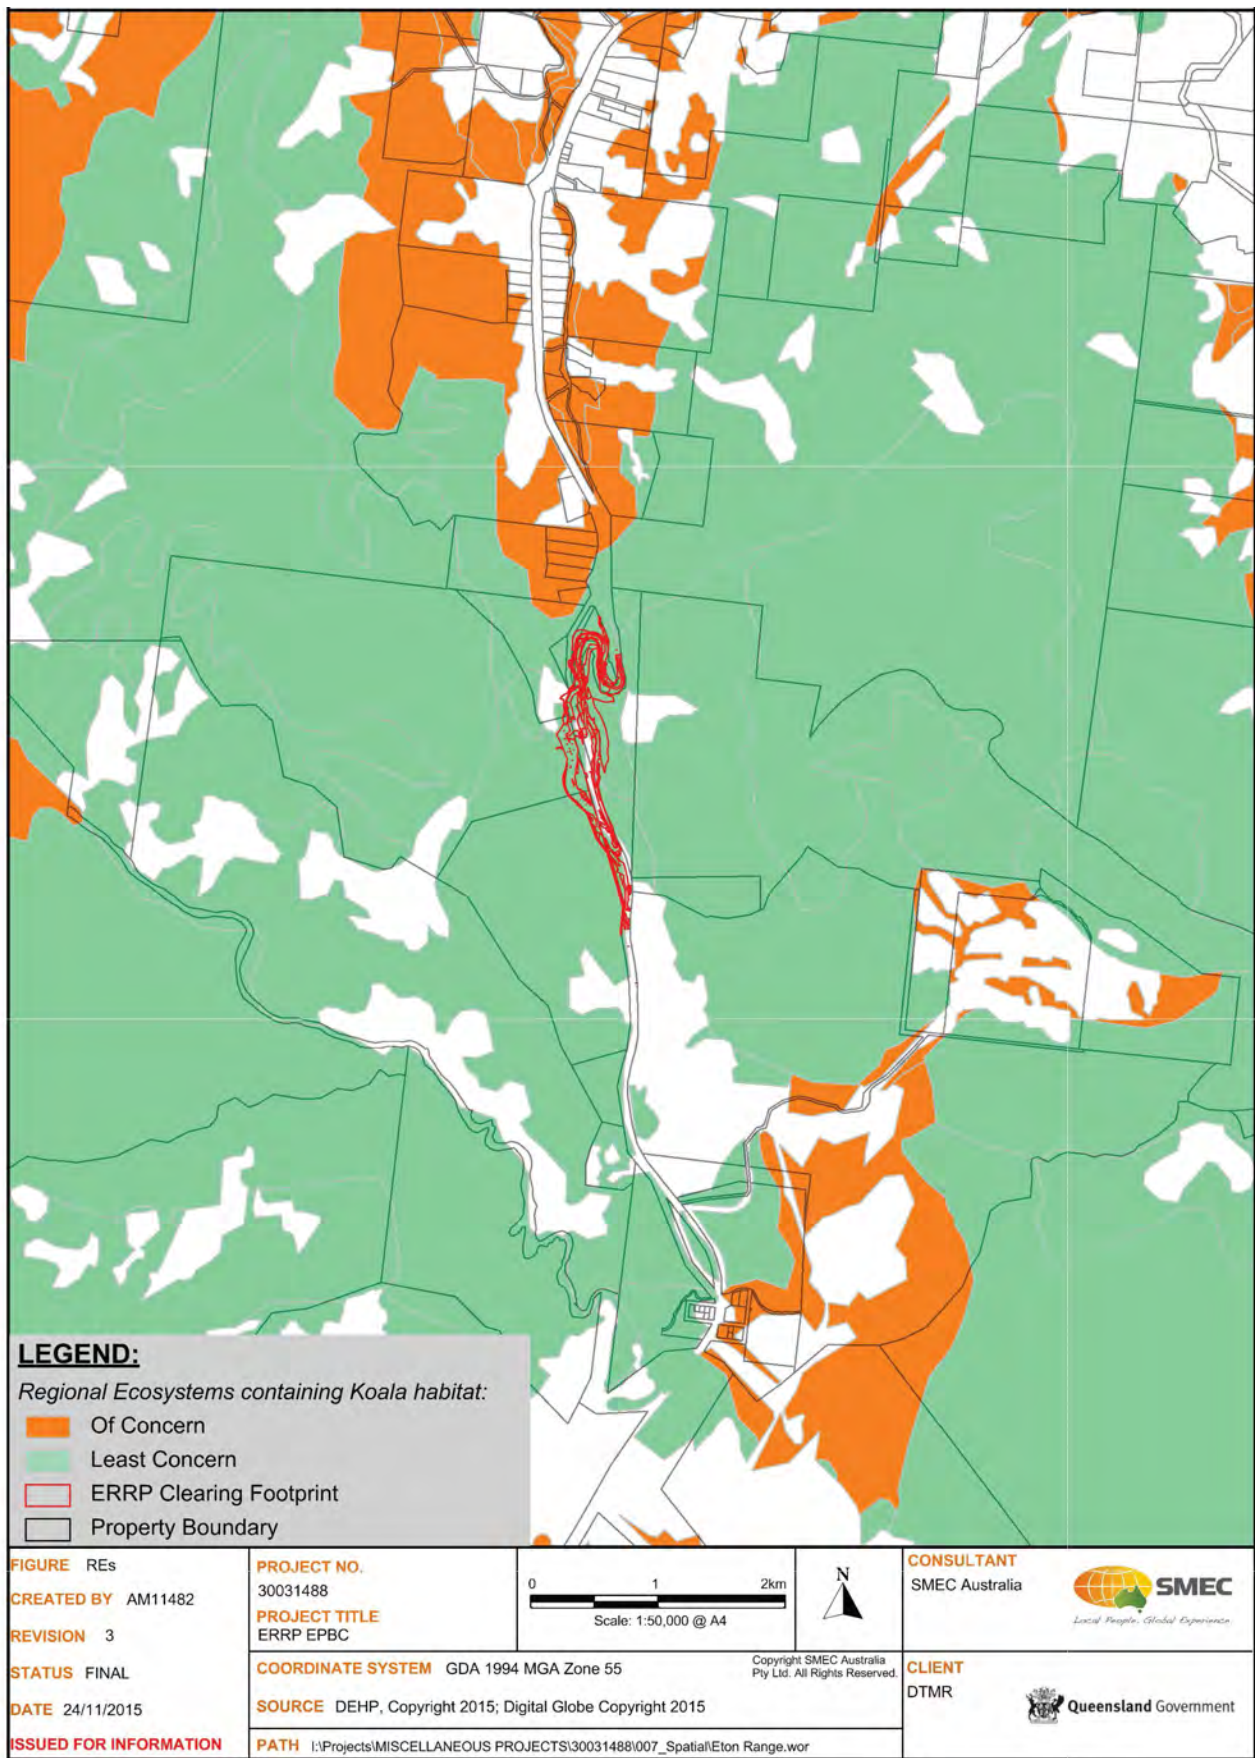 LEGEND:
Regional Ecosystems containing Koala habitat:
Of Concern
Least Concern
ERRP Clearing Footprint
Property Boundary
FIGURE REs
CREATED BY AM11482
REVISION 3
STATUS FINAL
DATE 24/11/2015
ISSUED FOR INFORMATION
PROJECT NO.
30031488
PROJECT TITLE
ERRP EPBC
0 1 2km
Scale: 1:50,000 @ A4
N
COORDINATE SYSTEM GDA 1994 MGA Zone 55
Copyright SMEC Australia
Pty Ltd. All Rights Reserved.
SOURCE DEHP, Copyright 2015; Digital Globe Copyright 2015
PATH I:\Projects\MISCELLANEOUS PROJECTS\30031488\007_Spatial\Eton Range.wor
CONSULTANT
SMEC Australia
SMEC
Local People. Global Experience.
CLIENT
DTMR
Queensland Government